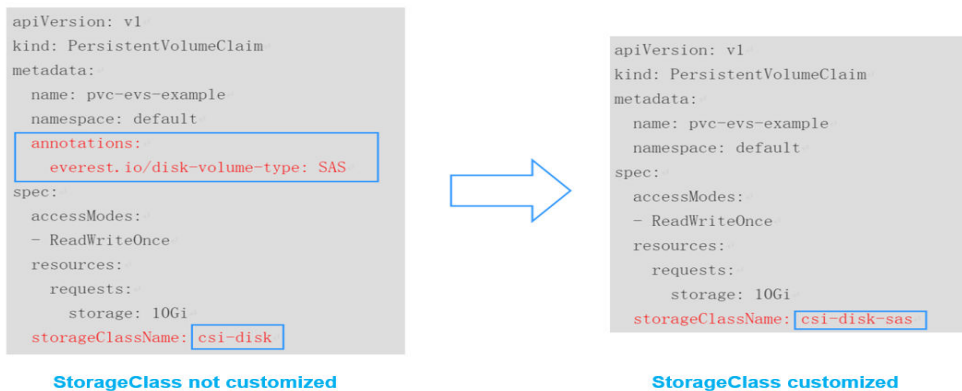 apiVersion: v1
kind: PersistentVolumeClaim
metadata:
  name: pvc-evs-example
  namespace: default
  annotations:
    everest.io/disk-volume-type: SAS
spec:
  accessModes:
  - ReadWriteOnce
  resources:
    requests:
      storage: 10Gi
  storageClassName: csi-disk
StorageClass not customized
apiVersion: v1
kind: PersistentVolumeClaim
metadata:
  name: pvc-evs-example
  namespace: default
spec:
  accessModes:
  - ReadWriteOnce
  resources:
    requests:
      storage: 10Gi
  storageClassName: csi-disk-sas
StorageClass customized